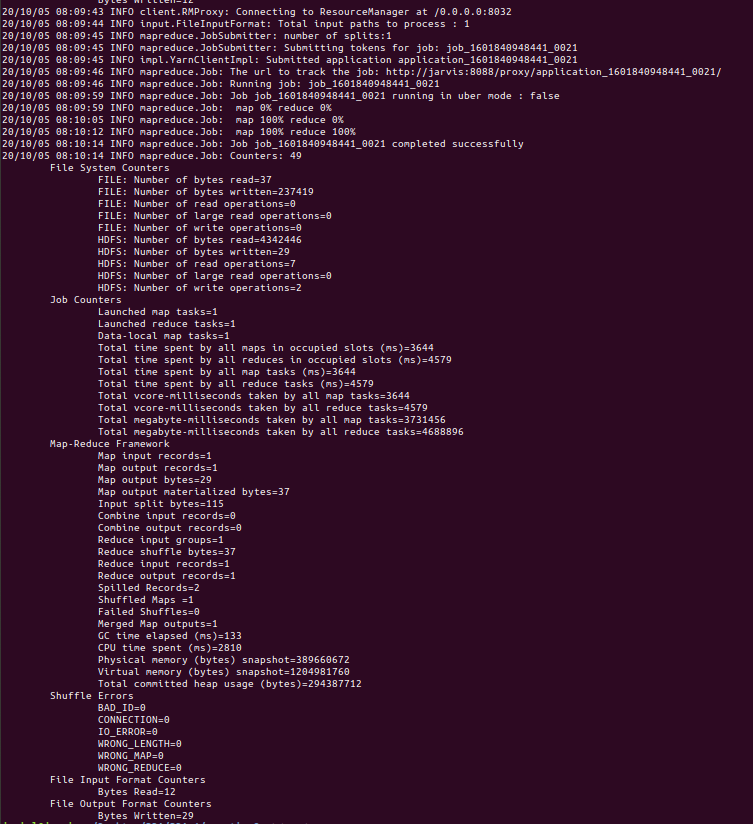 Bytes Written=12
20/10/05 08:09:43 INFO client.RMProxy: Connecting to ResourceManager at /0.0.0.0:8032
20/10/05 08:09:44 INFO input.FileInputFormat: Total input paths to process : 1
20/10/05 08:09:45 INFO mapreduce.JobSubmitter: number of splits:1
20/10/05 08:09:45 INFO mapreduce.JobSubmitter: Submitting tokens for job: job_1601840948441_0021
20/10/05 08:09:45 INFO impl.YarnClientImpl: Submitted application application_1601840948441_0021
20/10/05 08:09:46 INFO mapreduce.Job: The url to track the job: http://jarvis:8088/proxy/application_1601840948441_0021/
20/10/05 08:09:46 INFO mapreduce.Job: Running job: job_1601840948441_0021
20/10/05 08:09:59 INFO mapreduce.Job: Job job_1601840948441_0021 running in uber mode : false
20/10/05 08:09:59 INFO mapreduce.Job:  map 0% reduce 0%
20/10/05 08:10:05 INFO mapreduce.Job:  map 100% reduce 0%
20/10/05 08:10:12 INFO mapreduce.Job:  map 100% reduce 100%
20/10/05 08:10:14 INFO mapreduce.Job: Job job_1601840948441_0021 completed successfully
20/10/05 08:10:14 INFO mapreduce.Job: Counters: 49
File System Counters
FILE: Number of bytes read=37
FILE: Number of bytes written=237419
FILE: Number of read operations=0
FILE: Number of large read operations=0
FILE: Number of write operations=0
HDFS: Number of bytes read=4342446
HDFS: Number of bytes written=29
HDFS: Number of read operations=7
HDFS: Number of large read operations=0
HDFS: Number of write operations=2
Job Counters
Launched map tasks=1
Launched reduce tasks=1
Data-local map tasks=1
Total time spent by all maps in occupied slots (ms)=3644
Total time spent by all reduces in occupied slots (ms)=4579
Total time spent by all map tasks (ms)=3644
Total time spent by all reduce tasks (ms)=4579
Total vcore-milliseconds taken by all map tasks=3644
Total vcore-milliseconds taken by all reduce tasks=4579
Total megabyte-milliseconds taken by all map tasks=3731456
Total megabyte-milliseconds taken by all reduce tasks=4688896
Map-Reduce Framework
Map input records=1
Map output records=1
Map output bytes=29
Map output materialized bytes=37
Input split bytes=115
Combine input records=0
Combine output records=0
Reduce input groups=1
Reduce shuffle bytes=37
Reduce input records=1
Reduce output records=1
Spilled Records=2
Shuffled Maps =1
Failed Shuffles=0
Merged Map outputs=1
GC time elapsed (ms)=133
CPU time spent (ms)=2810
Physical memory (bytes) snapshot=389660672
Virtual memory (bytes) snapshot=1204981760
Total committed heap usage (bytes)=294387712
Shuffle Errors
BAD_ID=0
CONNECTION=0
IO_ERROR=0
WRONG_LENGTH=0
WRONG_MAP=0
WRONG_REDUCE=0
File Input Format Counters
Bytes Read=12
File Output Format Counters
Bytes Written=29